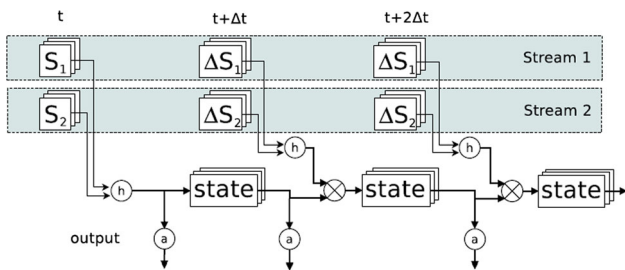 t t+Δt t+2Δt
S1 ΔS1 ΔS1 Stream 1
S2 ΔS2 ΔS2 Stream 2
h h
h state state state
output a a a